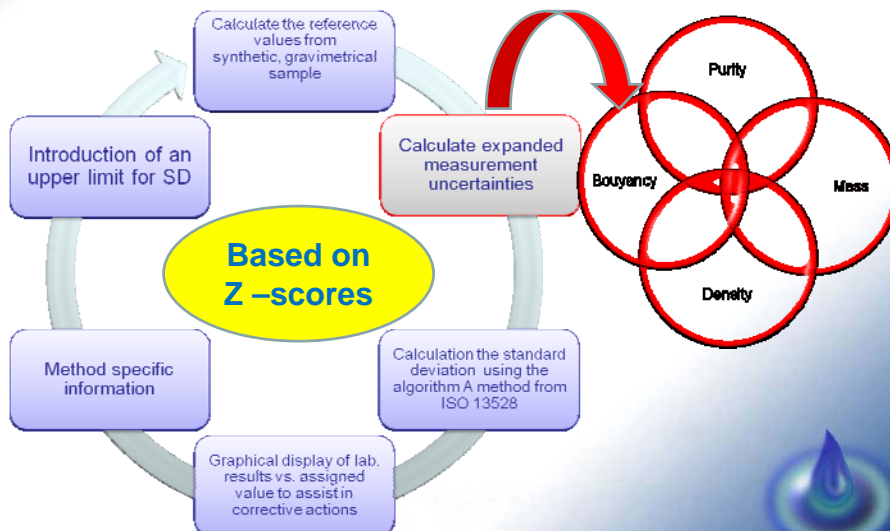 Calculate the reference
values from
synthetic, gravimetrical
sample
Calculate expanded
measurement
uncertainties
Purity
Bouyancy
Mass
Density
Introduction of an
upper limit for SD
Based on
Z –scores
Method specific
information
Calculation the standard
deviation using the
algorithm A method from
ISO 13528
Graphical display of lab.
results vs. assigned
value to assist in
corrective actions